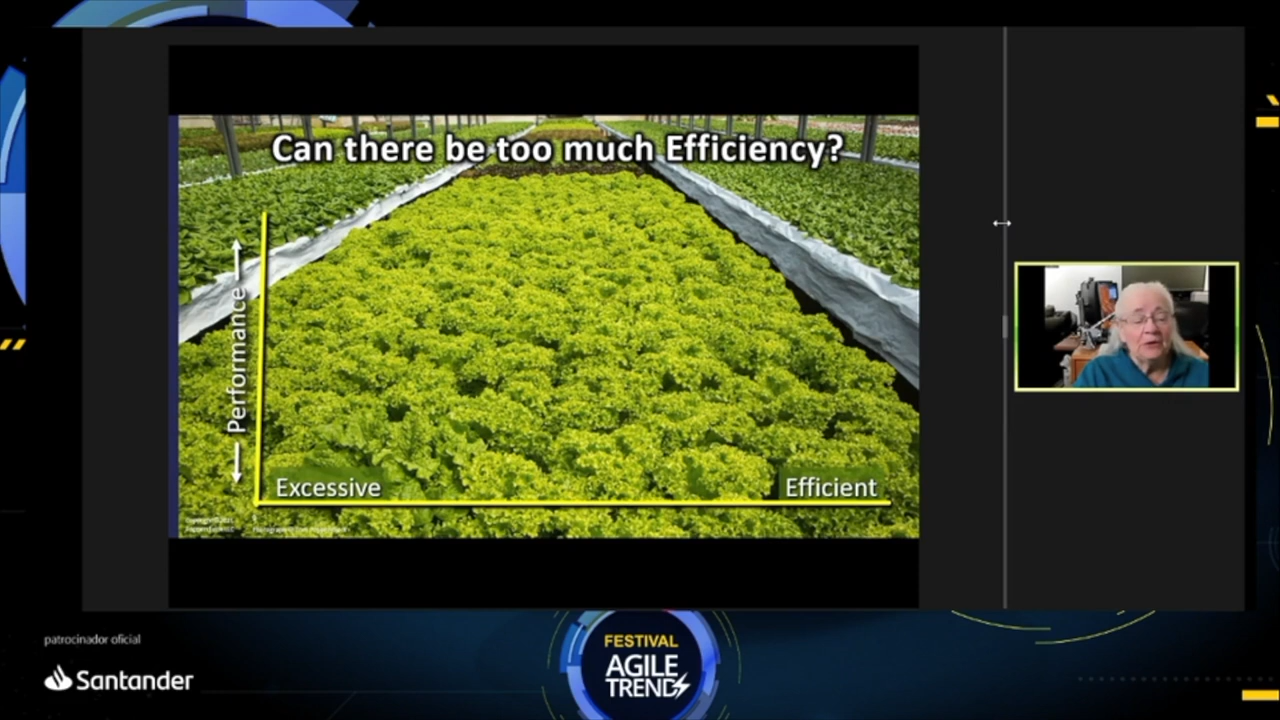 Can there be too much Efficiency?
Performance
Excessive
Efficient
patrocinador oficial
Santander
FESTIVAL
AGILE
TRENDS